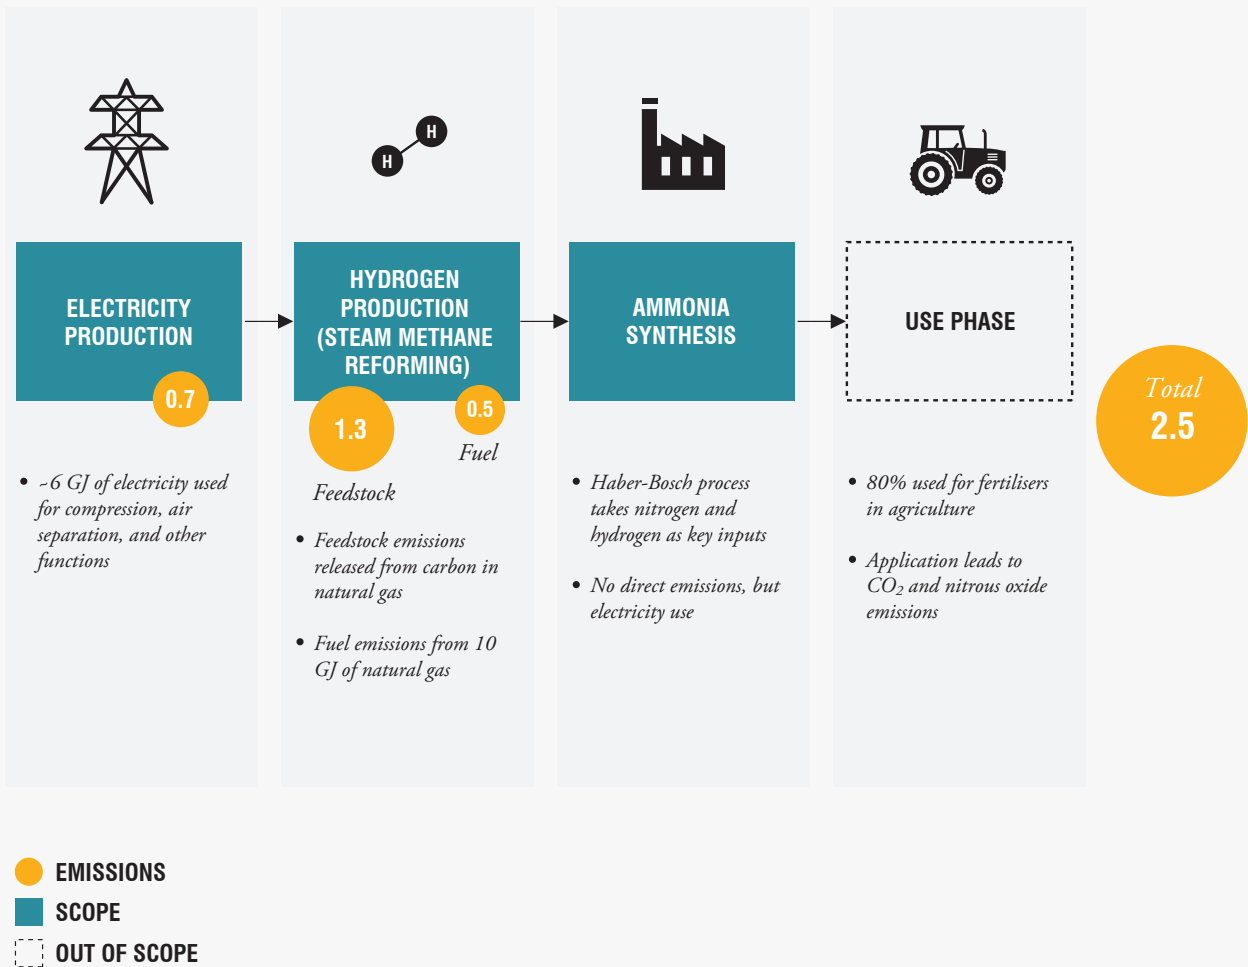 H
H
ELECTRICITY
PRODUCTION
0.7
• ~6 GJ of electricity used
for compression, air
separation, and other
functions
HYDROGEN
PRODUCTION
(STEAM METHANE
REFORMING)
1.3
Feedstock
0.5
Fuel
• Feedstock emissions
released from carbon in
natural gas
• Fuel emissions from 10
GJ of natural gas
AMMONIA
SYNTHESIS
• Haber-Bosch process
takes nitrogen and
hydrogen as key inputs
• No direct emissions, but
electricity use
USE PHASE
• 80% used for fertilisers
in agriculture
• Application leads to
CO₂ and nitrous oxide
emissions
Total
2.5
EMISSIONS
SCOPE
OUT OF SCOPE